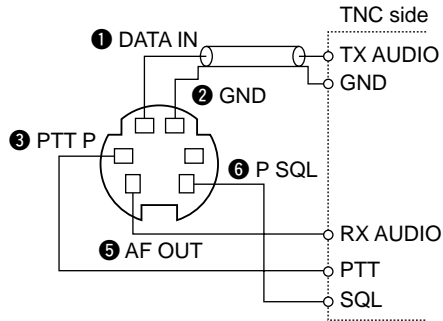 TNC side
❶ DATA IN
TX AUDIO
❷ GND
GND
❸ PTT P
❻ P SQL
❺ AF OUT
RX AUDIO
PTT
SQL